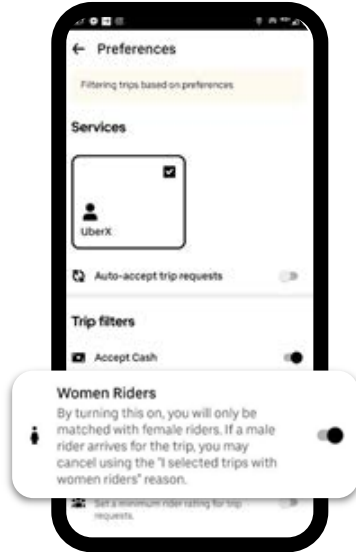 Preferences
Filtering trips based on preferences
Services
UberX
Auto-accept trip requests
Trip filters
Accept Cash
Women Riders
By turning this on, you will only be
matched with female riders. If a male
rider arrives for the trip, you may
cancel using the "I selected trips with
women riders" reason.
Set a minimum rider rating for trip
requests.